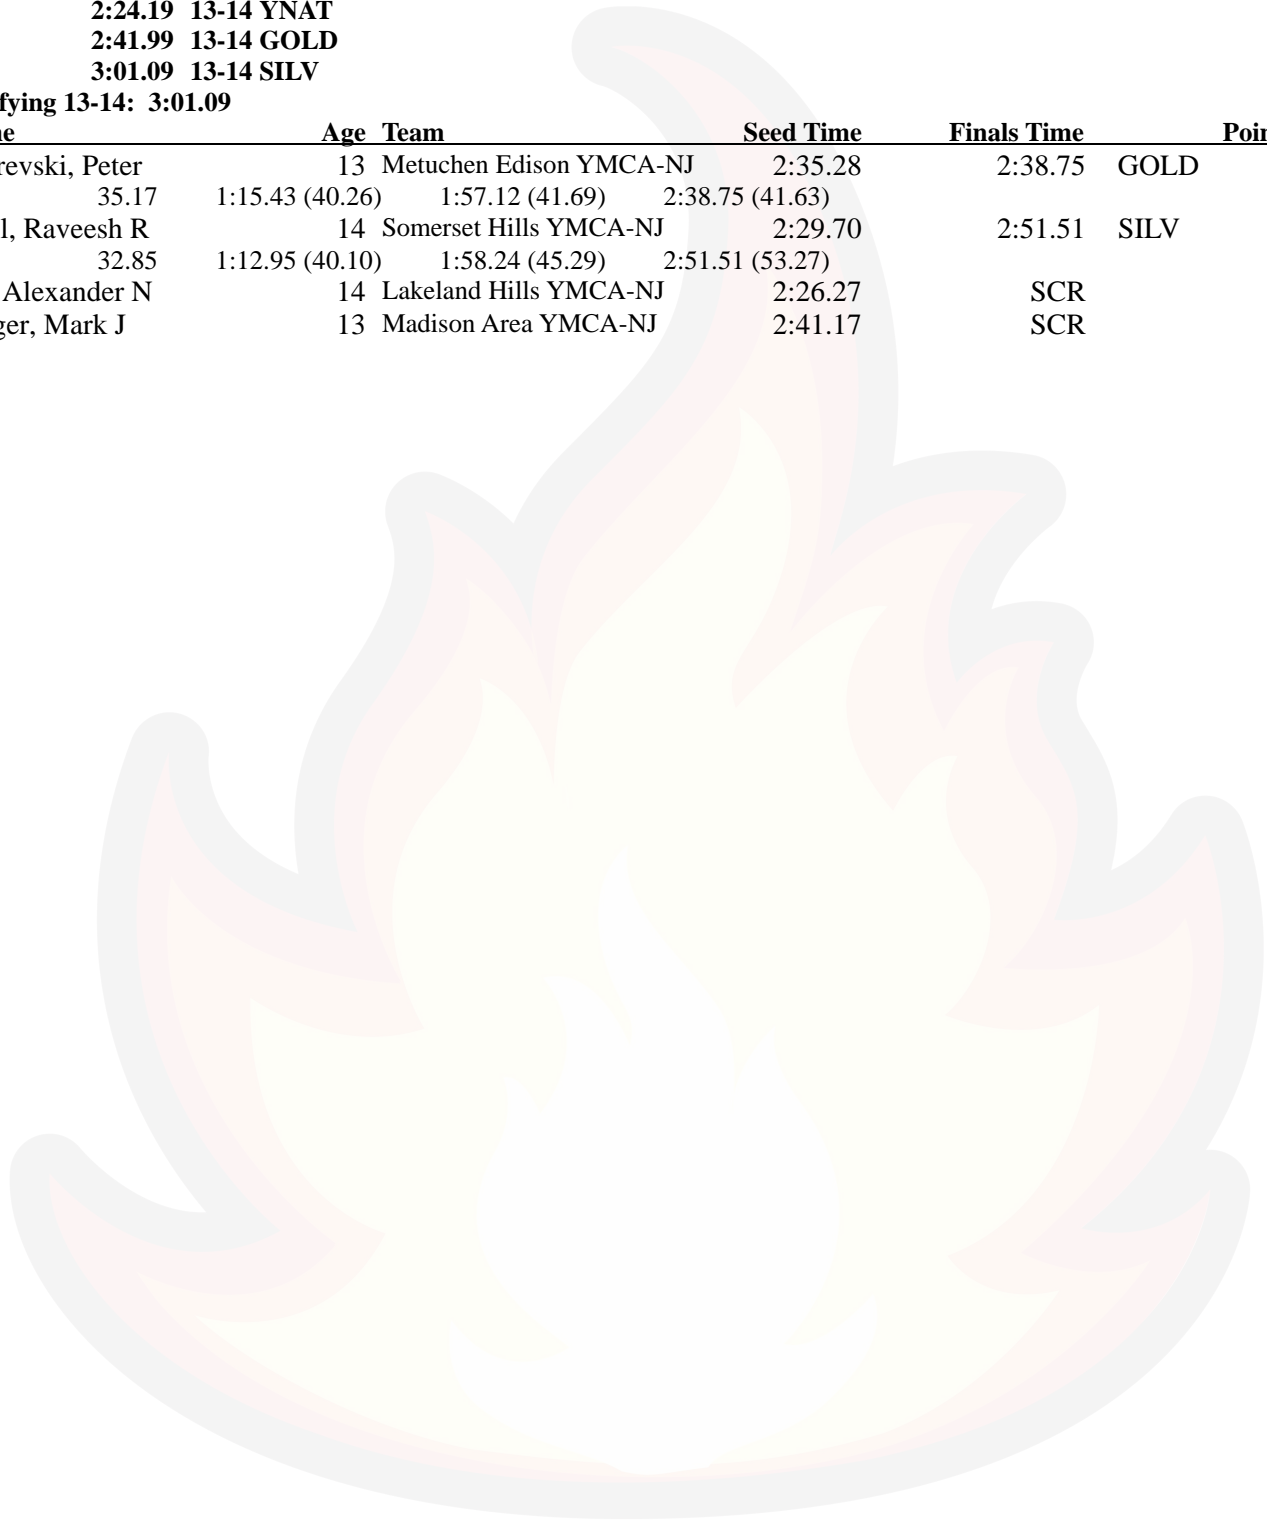 2:24.19 13-14 YNAT
2:41.99 13-14 GOLD
3:01.09 13-14 SILV
fying 13-14: 3:01.09
ne Age Team Seed Time Finals Time Poin
revski, Peter 13 Metuchen Edison YMCA-NJ 2:35.28 2:38.75 GOLD
35.17 1:15.43 (40.26) 1:57.12 (41.69) 2:38.75 (41.63)
l, Raveesh R 14 Somerset Hills YMCA-NJ 2:29.70 2:51.51 SILV
32.85 1:12.95 (40.10) 1:58.24 (45.29) 2:51.51 (53.27)
Alexander N 14 Lakeland Hills YMCA-NJ 2:26.27 SCR
ger, Mark J 13 Madison Area YMCA-NJ 2:41.17 SCR